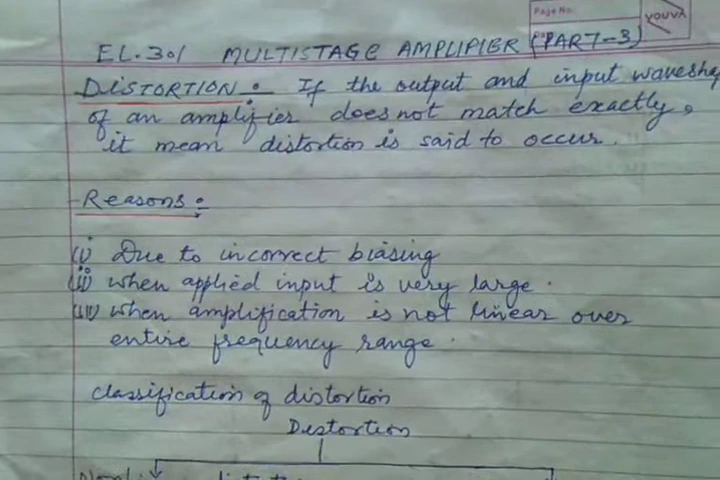 Page No.
YOUVA
EL.301 MULTISTAGE AMPLIPIER (PART-3)
DISTORTION:- If the output and input waveshap
of an amplifier does not match exactly,
it mean distortion is said to occur.
Reasons:-
(i) Due to incorrect biasing
(ii) when applied input is very large.
(iii) when amplification is not linear over
entire frequency range.
Classification of distortion
Distortion